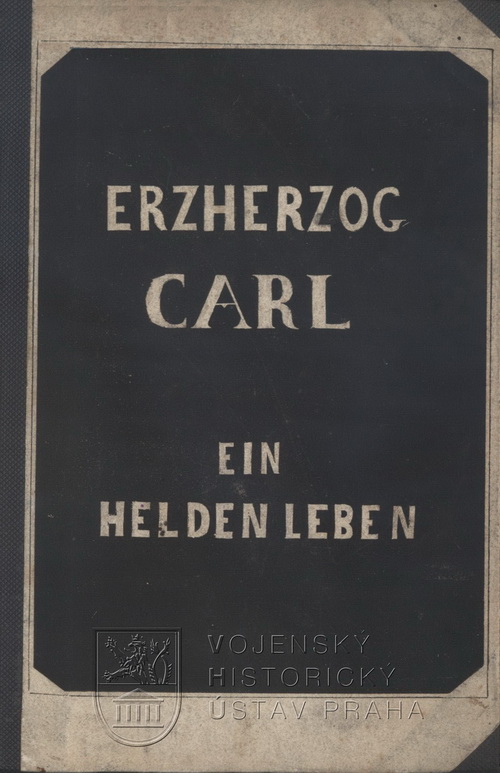 ERZHERZOG
CARL
EIN
HELDEN LEBEN
VOJENSKÝ
HISTORICKÝ
ÚSTAV PRAHA